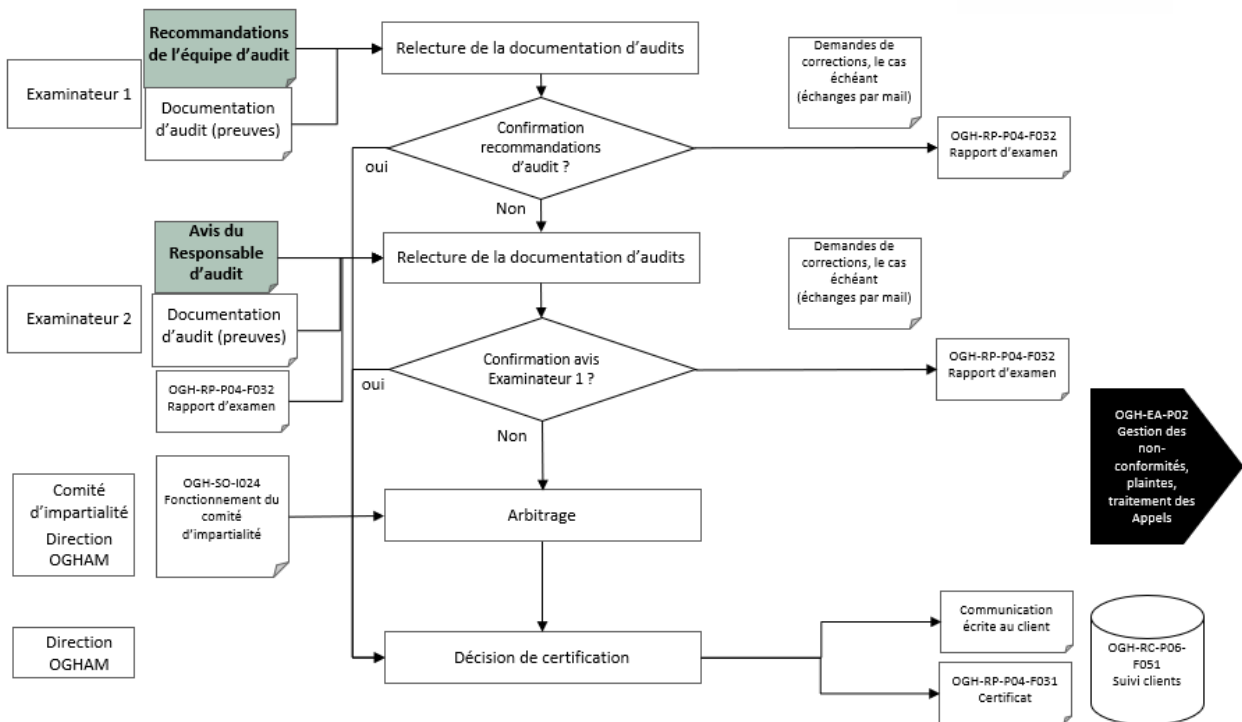 Recommandations
de l'équipe d'audit
Examinateur 1
Documentation
d'audit (preuves)
Relecture de la documentation d'audits
Demandes de
corrections, le cas
échéant
(échanges par mail)
Confirmation
recommandations
d'audit ?
oui
Non
OGH-RP-P04-F032
Rapport d'examen
Avis du
Responsable
d'audit
Examinateur 2
Documentation
d'audit (preuves)
OGH-RP-P04-F032
Rapport d'examen
Relecture de la documentation d'audits
Demandes de
corrections, le cas
échéant
(échanges par mail)
Confirmation avis
Examinateur 1 ?
oui
Non
OGH-RP-P04-F032
Rapport d'examen
OGH-EA-P02
Gestion des
non-
conformités,
plaintes,
traitement des
Appels
Comité
d'impartialité
Direction
OGHAM
OGH-SO-I024
Fonctionnement du
comité
d'impartialité
Arbitrage
Direction
OGHAM
Décision de certification
Communication
écrite au client
OGH-RP-P04-F031
Certificat
OGH-RC-P06-
F051
Suivi clients